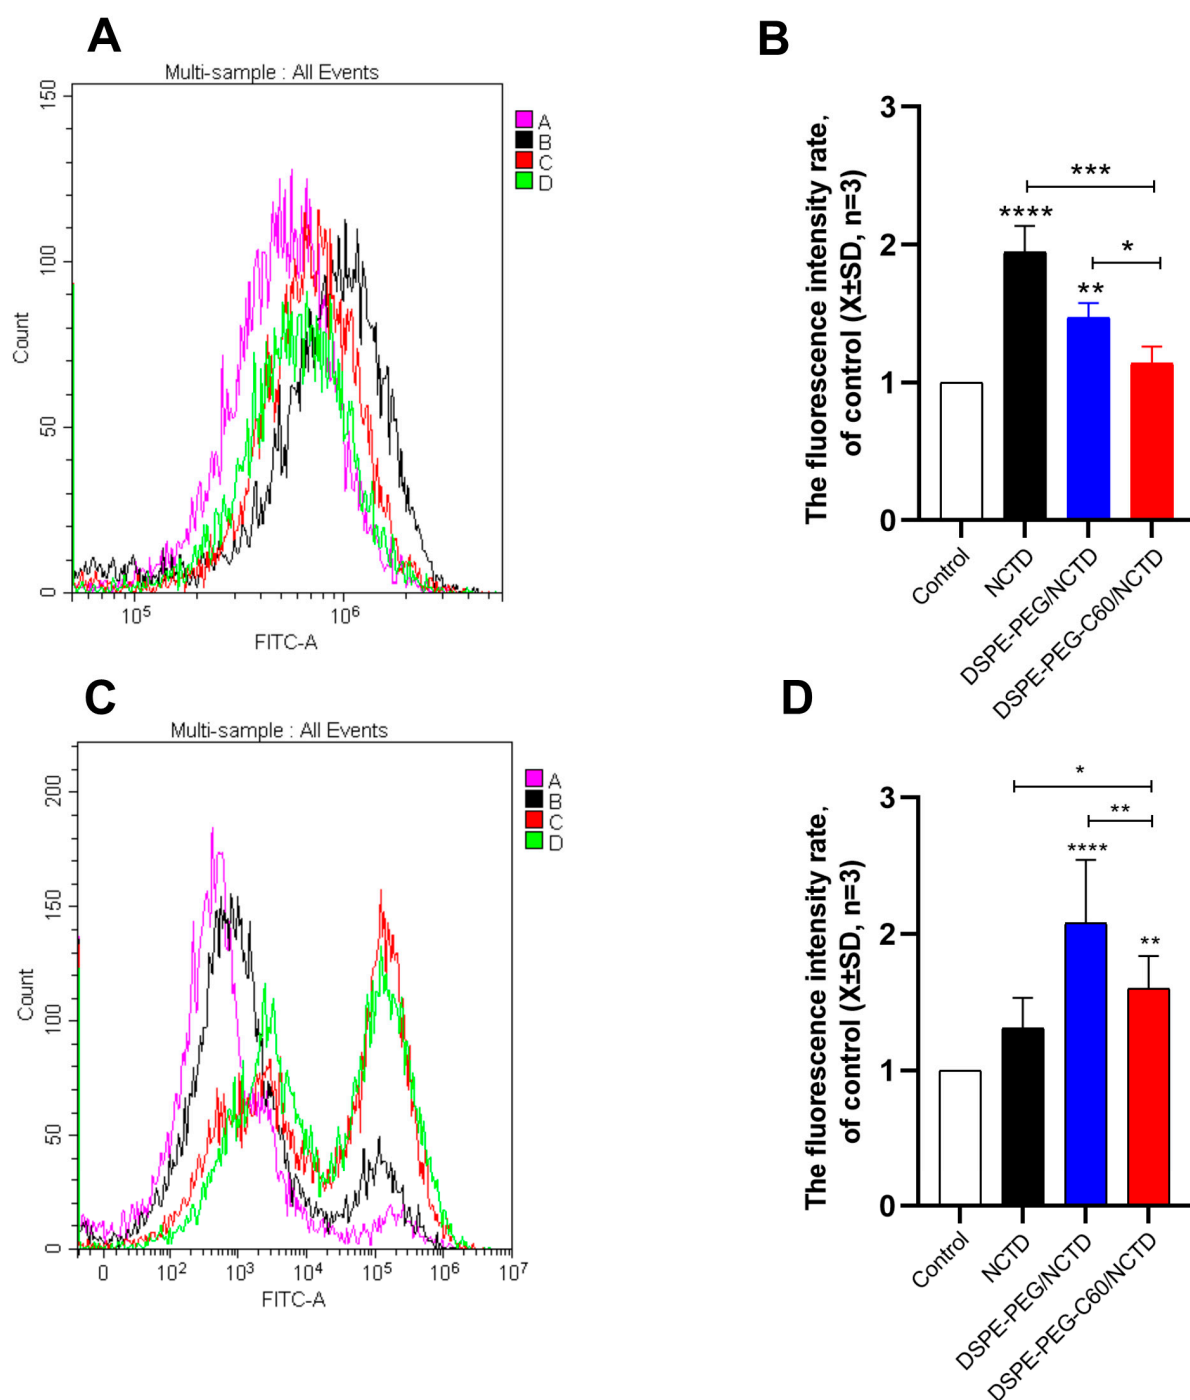 A
Multi-sample : All Events
150
100
50
0
Count
10⁵
10⁶
FITC-A
A
B
C
D
B
The fluorescence intensity rate,
of control (X±SD, n=3)
3
2
1
0
***
****
*
**
Control
NCTD
DSPE-PEG/NCTD
DSPE-PEG-C60/NCTD
C
Multi-sample : All Events
200
150
100
50
0
Count
0
10²
10³
10⁴
10⁵
10⁶
10⁷
FITC-A
A
B
C
D
D
The fluorescence intensity rate,
of control (X±SD, n=3)
3
2
1
0
*
**
****
**
Control
NCTD
DSPE-PEG/NCTD
DSPE-PEG-C60/NCTD